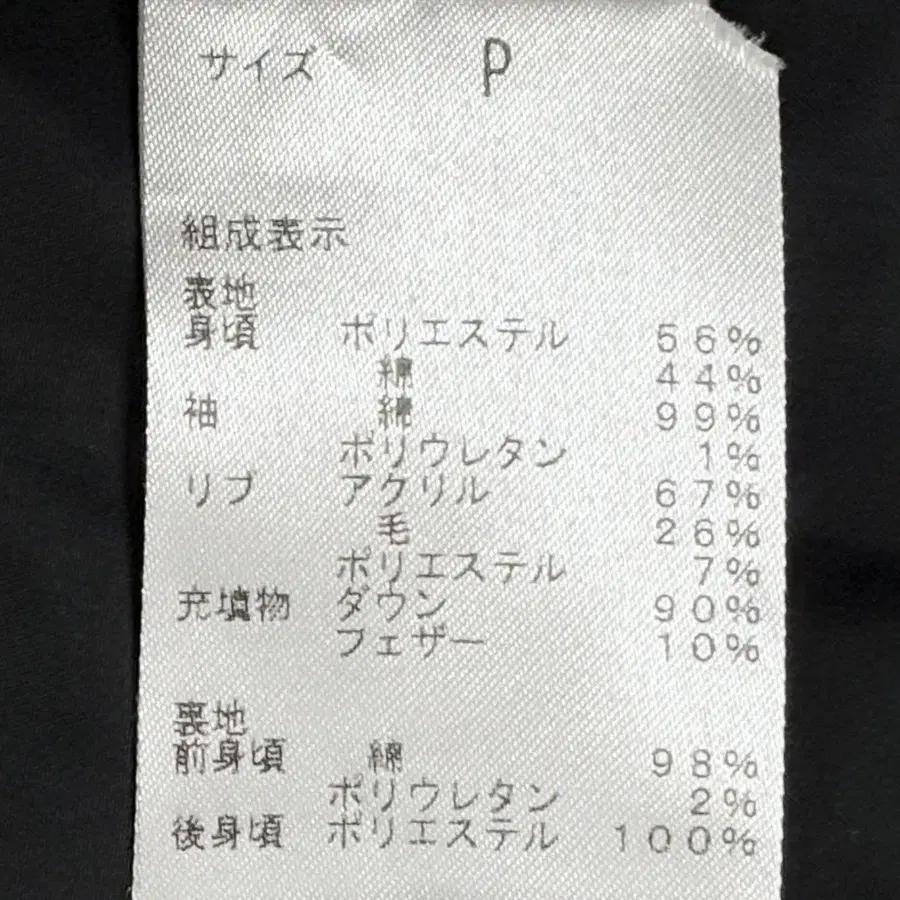 サイズ P
組成表示
表地
身頃 ポリエステル 56%
綿 44%
袖 綿 99%
ポリウレタン 1%
リブ アクリル 67%
毛 26%
ポリエステル 7%
充填物 ダウン 90%
フェザー 10%
裏地
前身頃 綿 98%
ポリウレタン 2%
後身頃 ポリエステル 100%